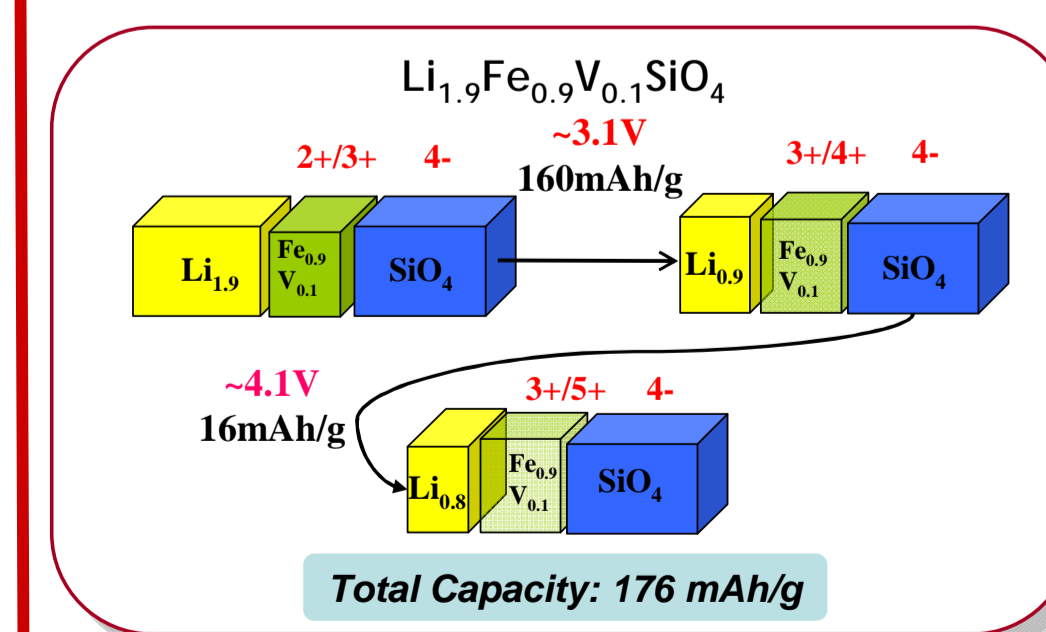 Li1.9Fe0.9V0.1SiO4
~3.1V
160mAh/g
2+/3+ 4-
Li1.9
Fe0.9
V0.1
SiO4
3+/4+ 4-
Li0.9
Fe0.9
V0.1
SiO4
~4.1V
16mAh/g
3+/5+ 4-
Li0.8
Fe0.9
V0.1
SiO4
Total Capacity: 176 mAh/g